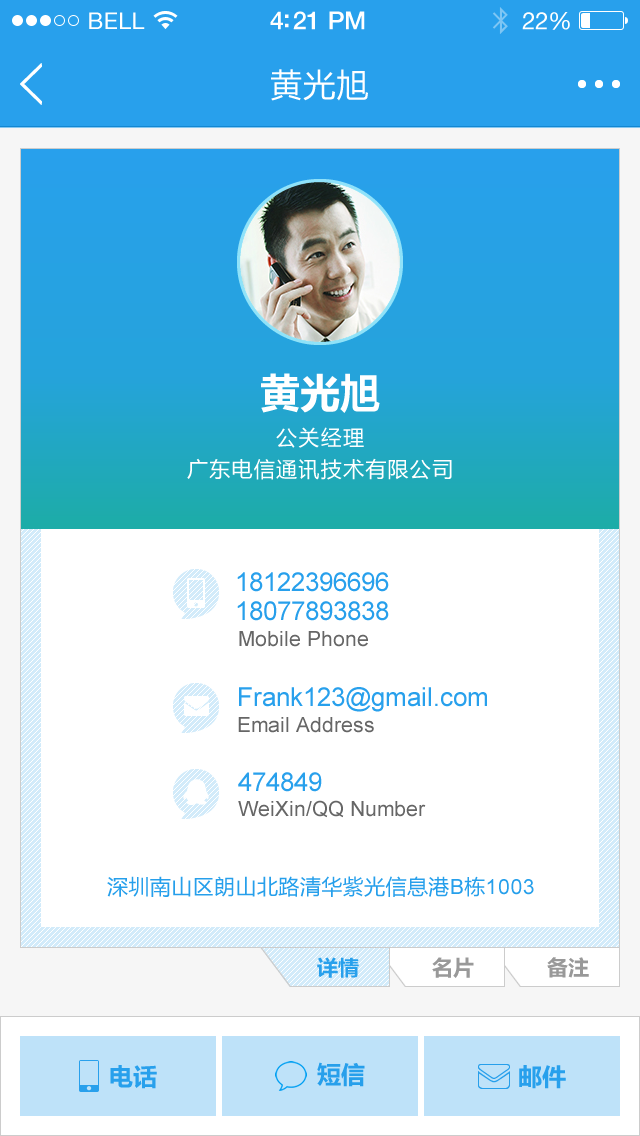 BELL 4:21 PM 22%
黄光旭
黄光旭
公关经理
广东电信通讯技术有限公司
18122396696
18077893838
Mobile Phone
Frank123@gmail.com
Email Address
474849
WeiXin/QQ Number
深圳南山区朗山北路清华紫光信息港B栋1003
详情 名片 备注
电话 短信 邮件